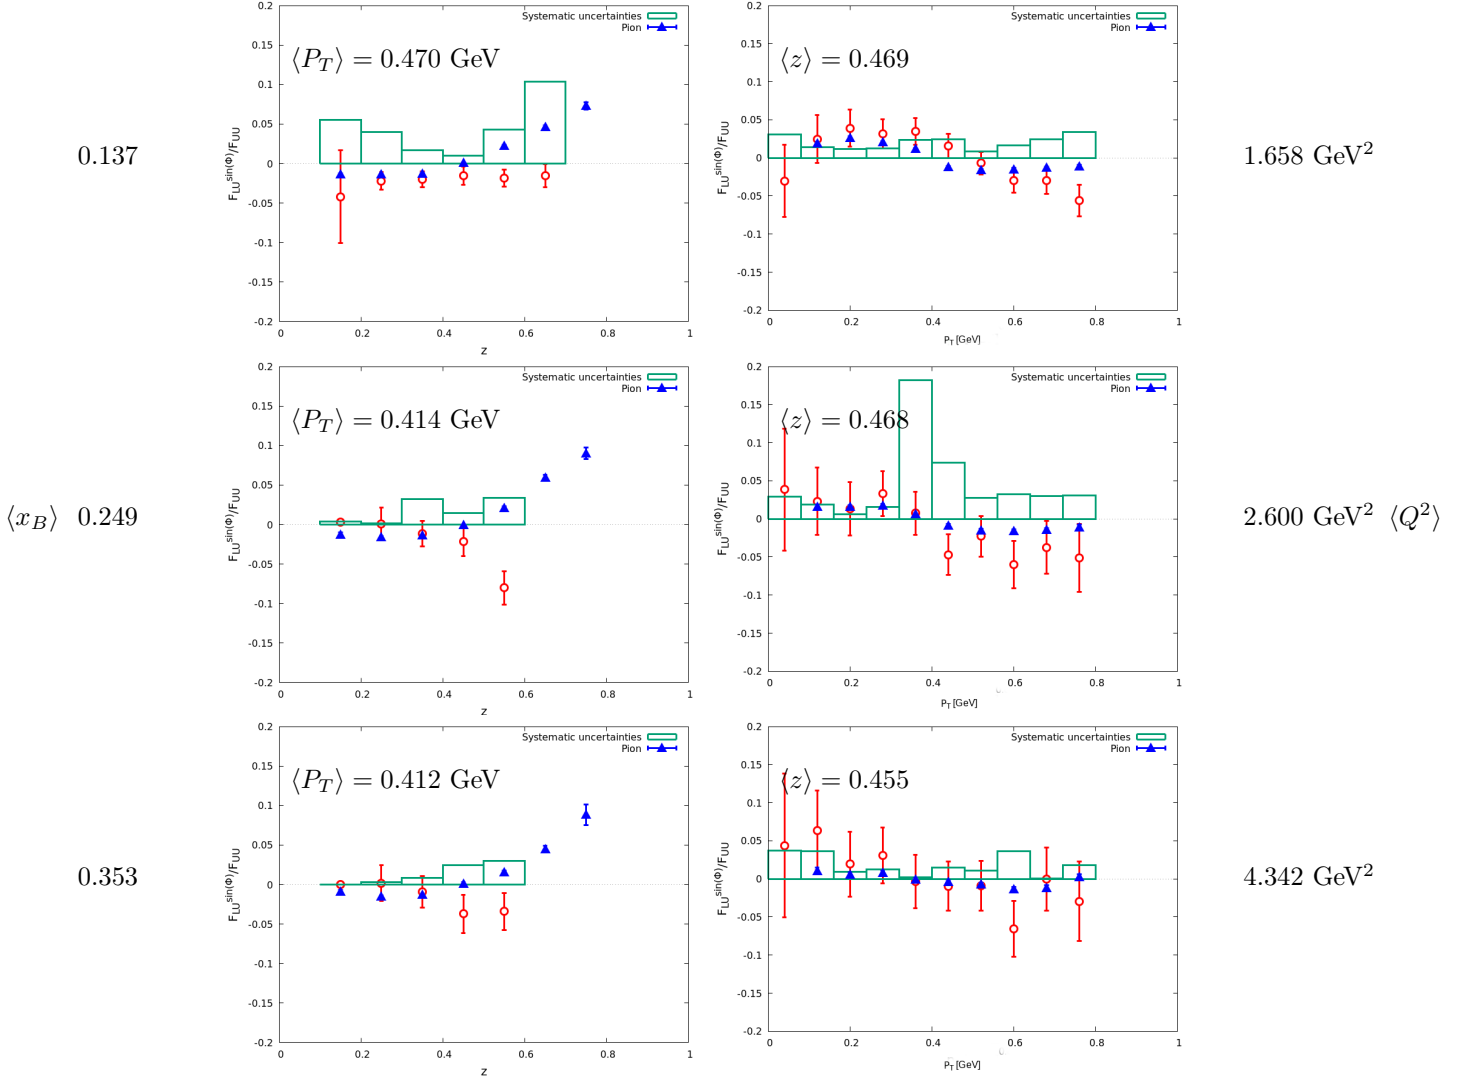 0.2
0.15
0.1
0.05
0
-0.05
-0.1
-0.15
-0.2
0 0.2 0.4 0.6 0.8 1
z
F_LU^sin(Φ)/F_UU
Systematic uncertainties
Pion
⟨P_T⟩ = 0.470 GeV
0.2
0.15
0.1
0.05
0
-0.05
-0.1
-0.15
-0.2
0 0.2 0.4 0.6 0.8 1
P_T[GeV]
F_LU^sin(Φ)/F_UU
Systematic uncertainties
Pion
⟨z⟩ = 0.469
0.137
1.658 GeV²
0.2
0.15
0.1
0.05
0
-0.05
-0.1
-0.15
-0.2
0 0.2 0.4 0.6 0.8 1
z
F_LU^sin(Φ)/F_UU
Systematic uncertainties
Pion
⟨P_T⟩ = 0.414 GeV
0.2
0.15
0.1
0.05
0
-0.05
-0.1
-0.15
-0.2
0 0.2 0.4 0.6 0.8 1
P_T[GeV]
F_LU^sin(Φ)/F_UU
Systematic uncertainties
Pion
⟨z⟩ = 0.468
⟨x_B⟩ 0.249
2.600 GeV² ⟨Q²⟩
0.2
0.15
0.1
0.05
0
-0.05
-0.1
-0.15
-0.2
0 0.2 0.4 0.6 0.8 1
z
F_LU^sin(Φ)/F_UU
Systematic uncertainties
Pion
⟨P_T⟩ = 0.412 GeV
0.2
0.15
0.1
0.05
0
-0.05
-0.1
-0.15
-0.2
0 0.2 0.4 0.6 0.8 1
P_T[GeV]
F_LU^sin(Φ)/F_UU
Systematic uncertainties
Pion
⟨z⟩ = 0.455
0.353
4.342 GeV²